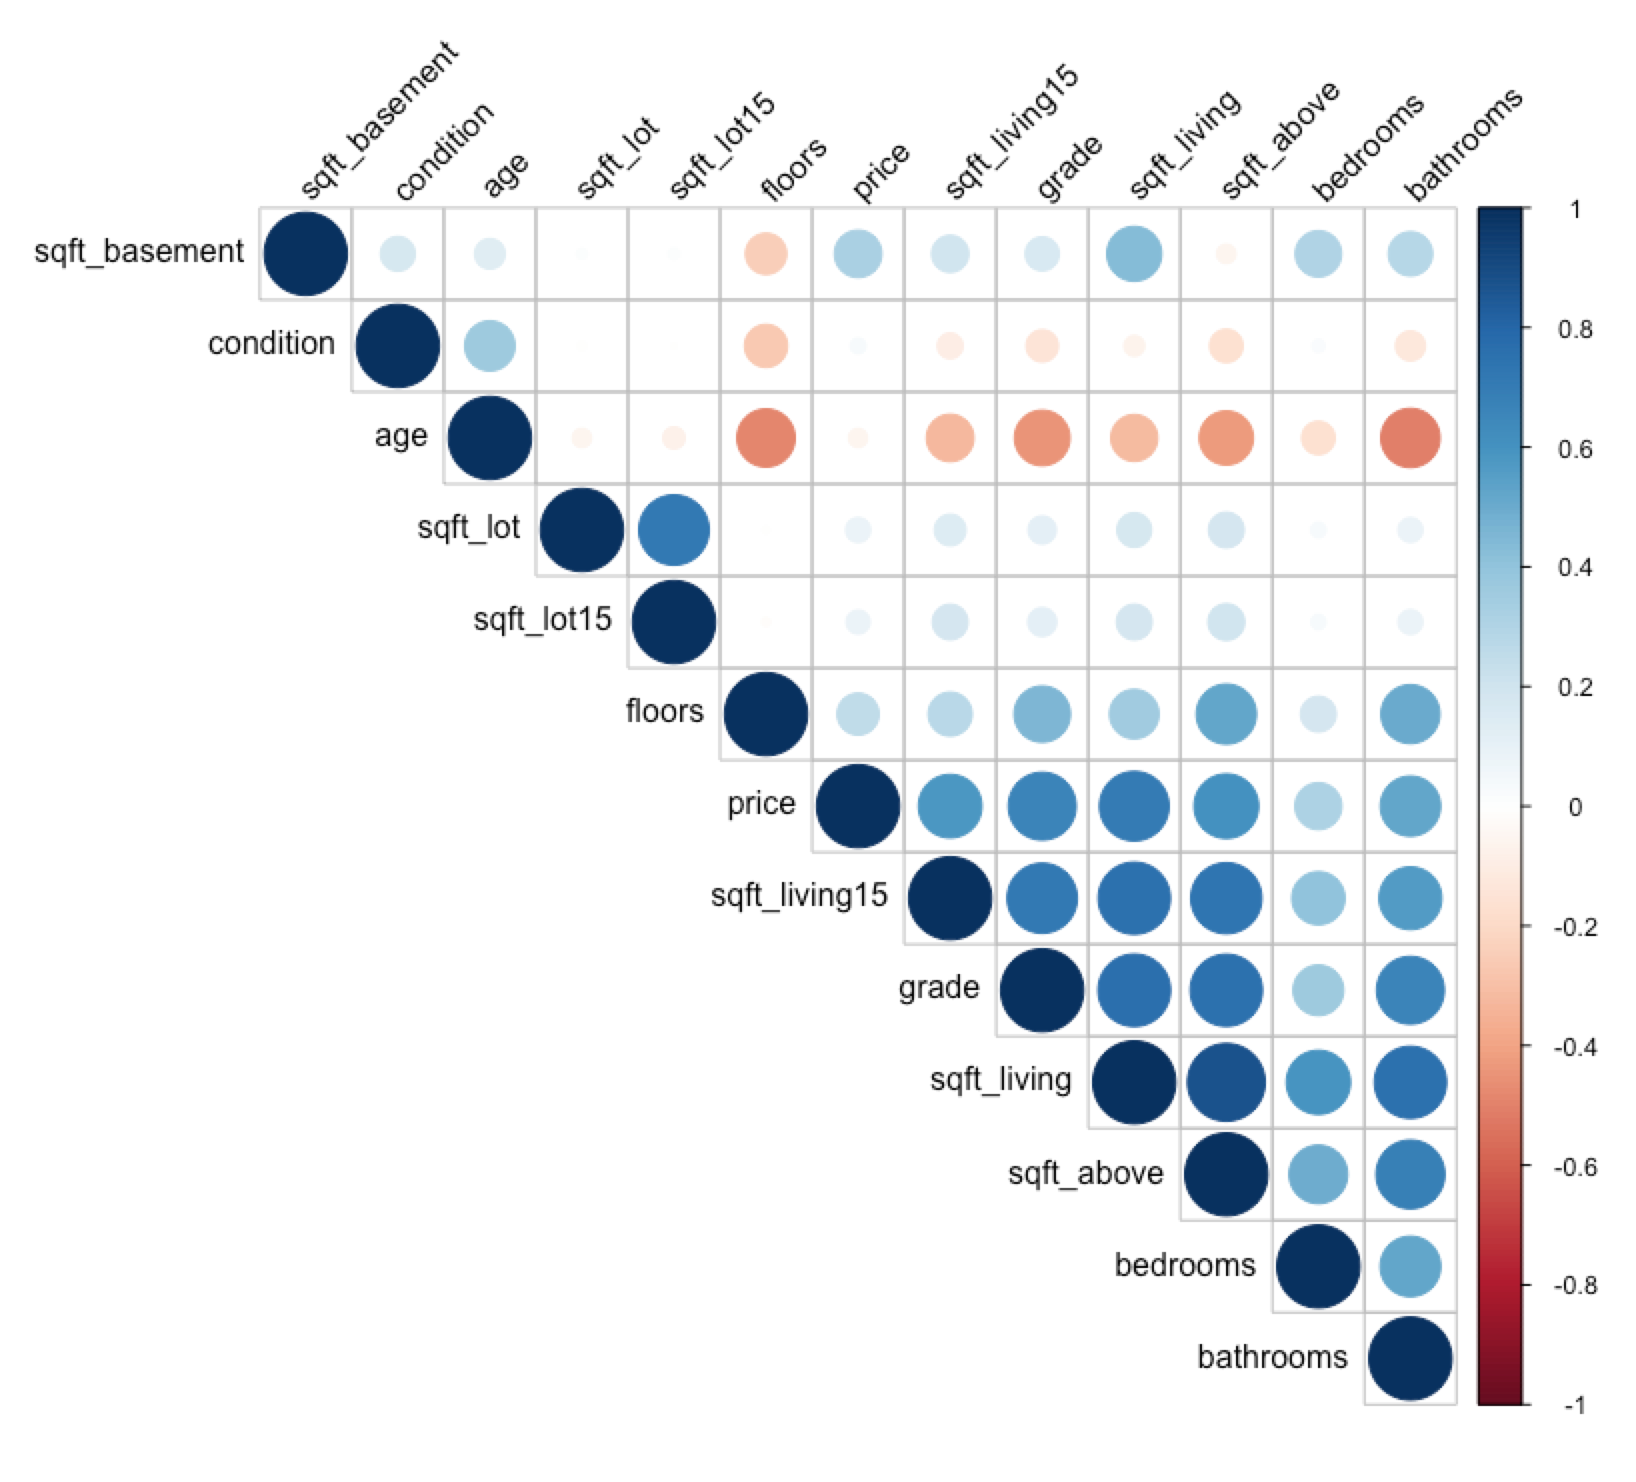 sqft_basement
condition
age
sqft_lot
sqft_lot15
floors
price
sqft_living15
grade
sqft_living
sqft_above
bedrooms
bathrooms
sqft_basement
condition
age
sqft_lot
sqft_lot15
floors
price
sqft_living15
grade
sqft_living
sqft_above
bedrooms
bathrooms
1
0.8
0.6
0.4
0.2
0
-0.2
-0.4
-0.6
-0.8
-1